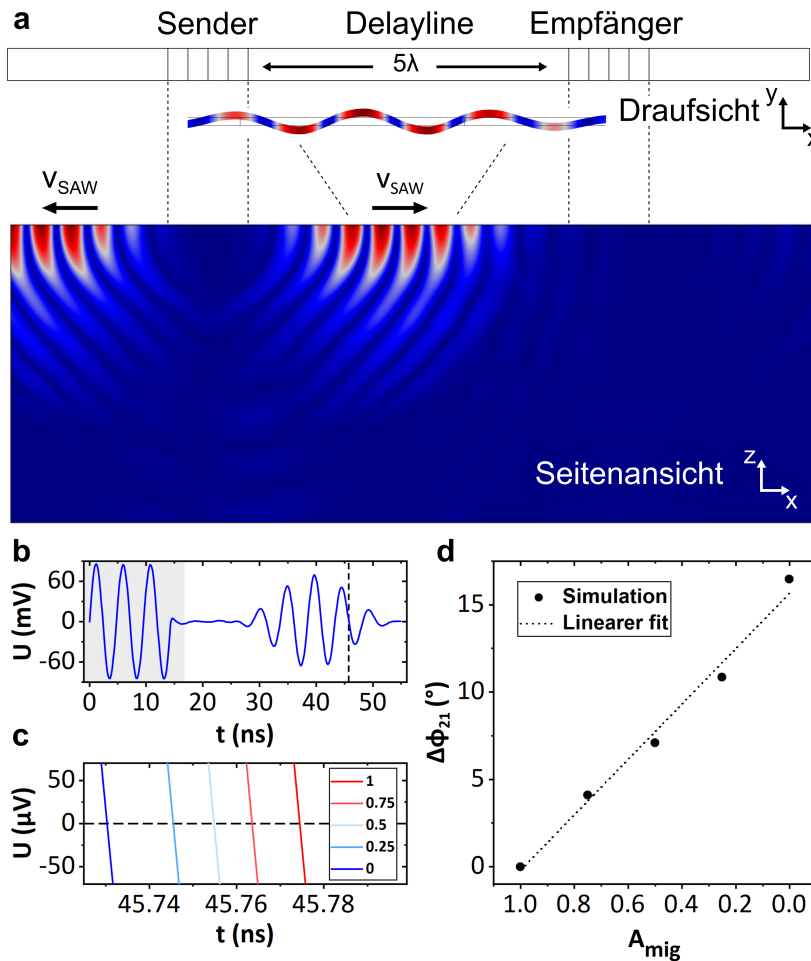 a
Sender Delayline Empfänger
5λ
Draufsicht
y
x
vSAW vSAW
Seitenansicht
z
x
b
U (mV)
60
0
-60
0 10 20 30 40 50
t (ns)
c
U (µV)
50
0
-50
1
0.75
0.5
0.25
0
45.74 45.76 45.78
t (ns)
d
Δϕ21 (°)
15
10
5
0
Simulation
Linearer fit
1.0 0.8 0.6 0.4 0.2 0.0
Amig